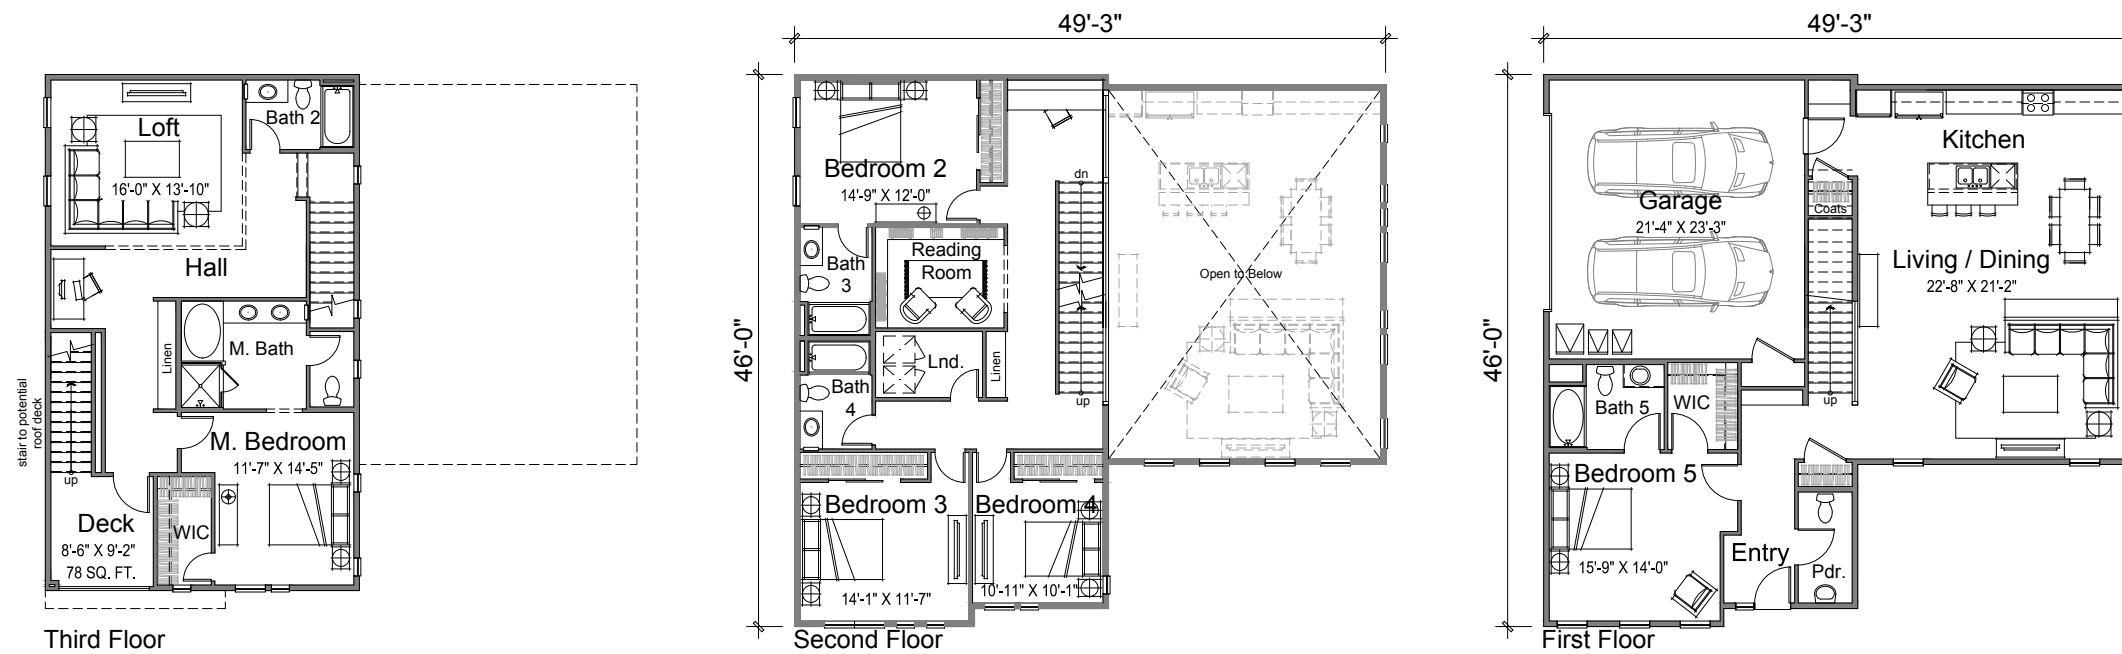 Loft
16'-0" X 13'-10"
Bath 2
Hall
Linen
M. Bath
stair to potential
roof deck
up
M. Bedroom
11'-7" X 14'-5"
WIC
Deck
8'-6" X 9'-2"
78 SQ. FT.
Third Floor
49'-3"
46'-0"
Bedroom 2
14'-9" X 12'-0"
dn
Bath
3
Reading
Room
Open to Below
Lnd.
Linen
Bath
4
up
Bedroom 3
14'-1" X 11'-7"
Bedroom 4
10'-11" X 10'-1"
Second Floor
49'-3"
46'-0"
Kitchen
Garage
21'-4" X 23'-3"
Coats
Living / Dining
22'-8" X 21'-2"
up
Bath 5
WIC
Bedroom 5
15'-9" X 14'-0"
Entry
Pdr.
First Floor